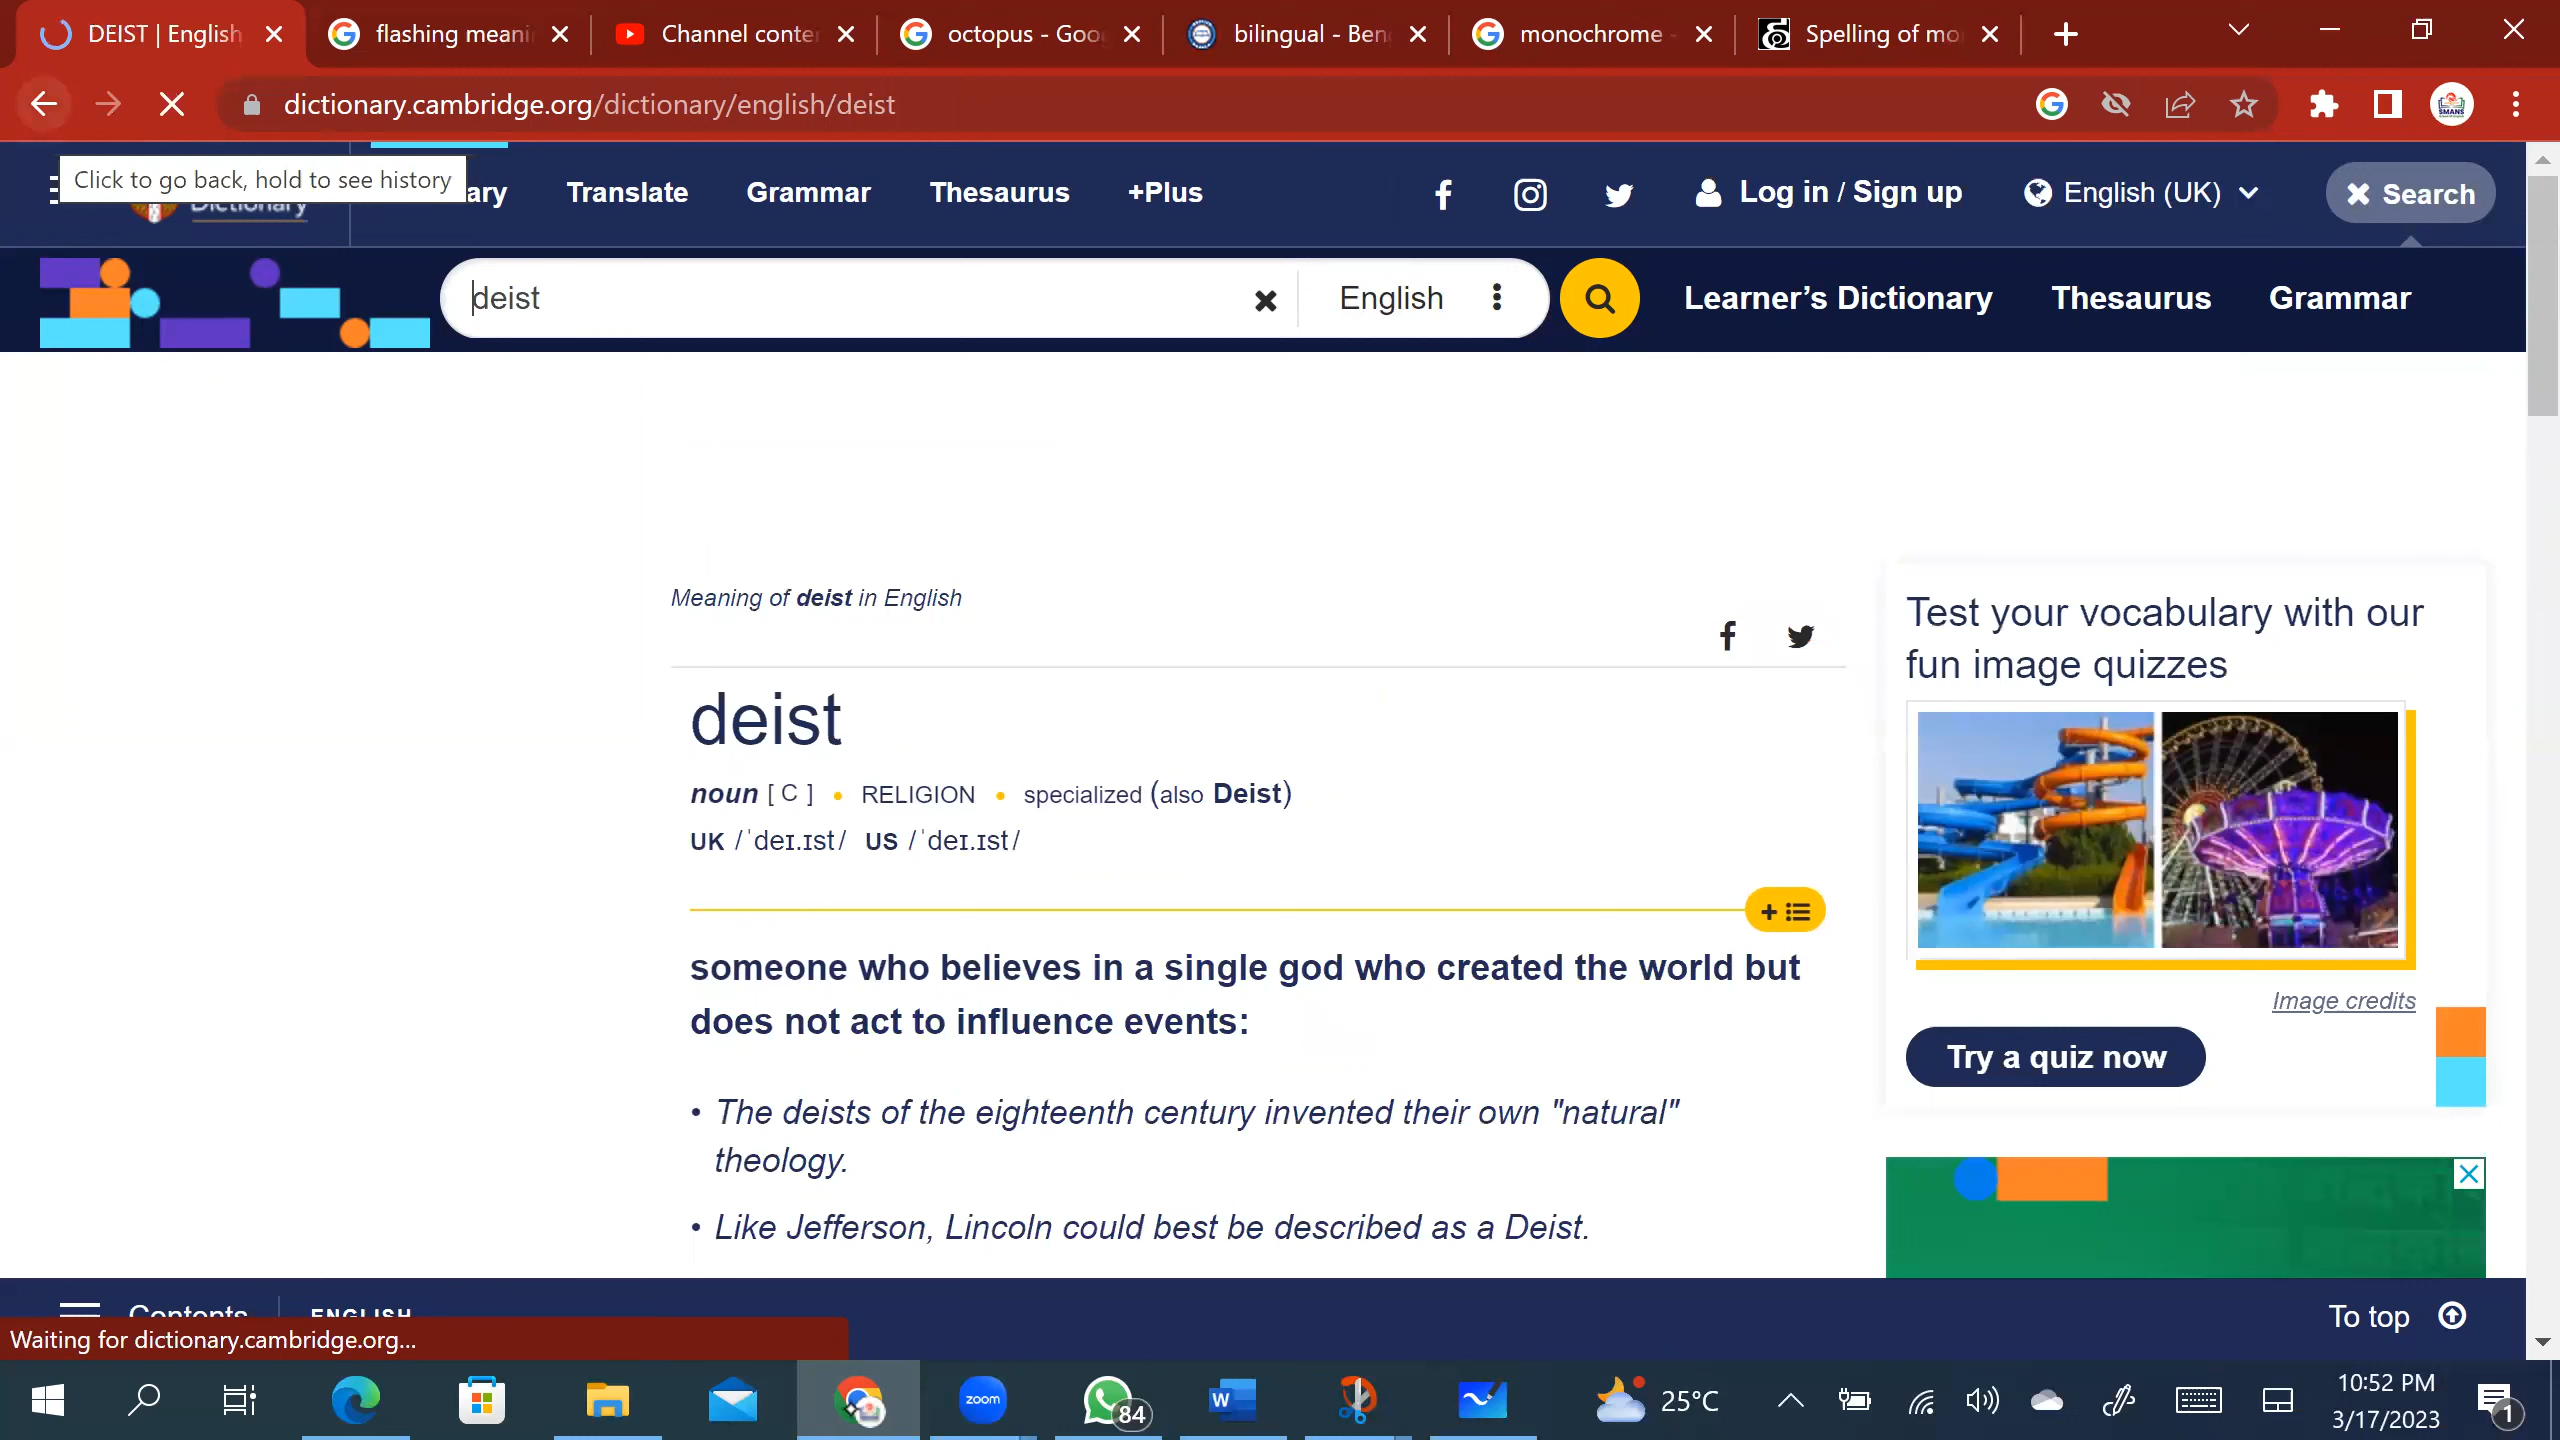 DEIST | English
flashing meani
Channel conte
octopus - Goo
bilingual - Ben
monochrome -
Spelling of mo
dictionary.cambridge.org/dictionary/english/deist
Click to go back, hold to see history
Dictionary
ary
Translate
Grammar
Thesaurus
+Plus
Log in / Sign up
English (UK)
Search
deist
English
Learner’s Dictionary
Thesaurus
Grammar
Meaning of deist in English
deist
noun [ C ] • RELIGION • specialized (also Deist)
UK /ˈdeɪ.ɪst/ US /ˈdeɪ.ɪst/
someone who believes in a single god who created the world but
does not act to influence events:
• The deists of the eighteenth century invented their own "natural"
theology.
• Like Jefferson, Lincoln could best be described as a Deist.
Test your vocabulary with our
fun image quizzes
Image credits
Try a quiz now
Contents
ENGLISH
To top
Waiting for dictionary.cambridge.org...
zoom
84
W
25°C
10:52 PM
3/17/2023
1